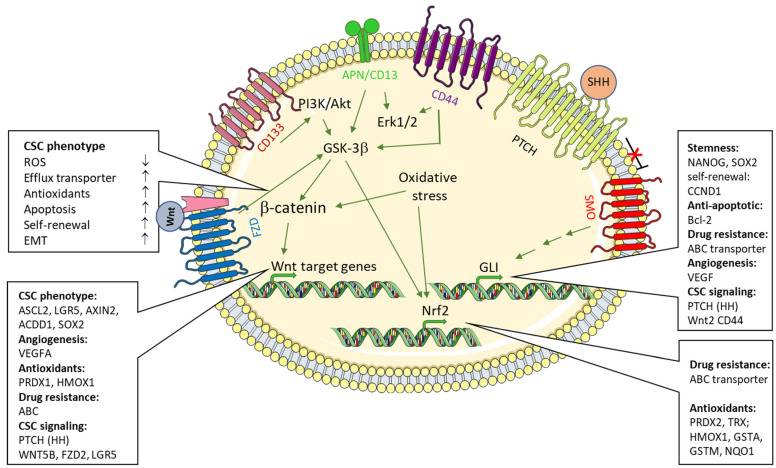 APN/CD13
CD44
SHH
PI3K/Akt
Erk1/2
CD133
PTCH
GSK-3β
CSC phenotype
ROS ↓
Efflux transporter ↑
Antioxidants ↑
Apoptosis ↑
Self-renewal ↑
EMT ↑
Wnt
FZD
β-catenin
Oxidative
stress
SMO
Wnt target genes
GLI
Nrf2
Stemness:
NANOG, SOX2
self-renewal:
CCND1
Anti-apoptotic:
Bcl-2
Drug resistance:
ABC transporter
Angiogenesis:
VEGF
CSC signaling:
PTCH (HH)
Wnt2 CD44
CSC phenotype:
ASCL2, LGR5, AXIN2,
ACDD1, SOX2
Angiogenesis:
VEGFA
Antioxidants:
PRDX1, HMOX1
Drug resistance:
ABC
CSC signaling:
PTCH (HH)
WNT5B, FZD2, LGR5
Drug resistance:
ABC transporter
Antioxidants:
PRDX2, TRX;
HMOX1, GSTA,
GSTM, NQO1